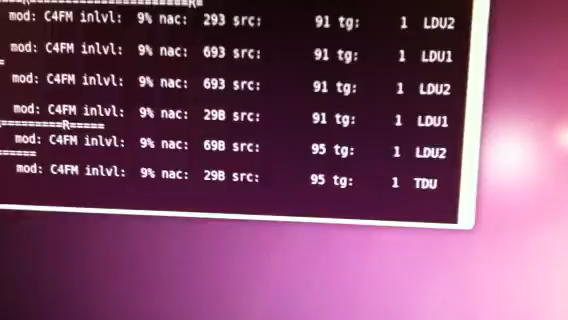 =====R=======================R=
mod: C4FM inlvl: 9% nac: 293 src: 91 tg: 1 LDU2
mod: C4FM inlvl: 9% nac: 693 src: 91 tg: 1 LDU1
=
mod: C4FM inlvl: 9% nac: 693 src: 91 tg: 1 LDU2
mod: C4FM inlvl: 9% nac: 29B src: 91 tg: 1 LDU1
=========R=====
mod: C4FM inlvl: 9% nac: 69B src: 95 tg: 1 LDU2
======
mod: C4FM inlvl: 9% nac: 29B src: 95 tg: 1 TDU